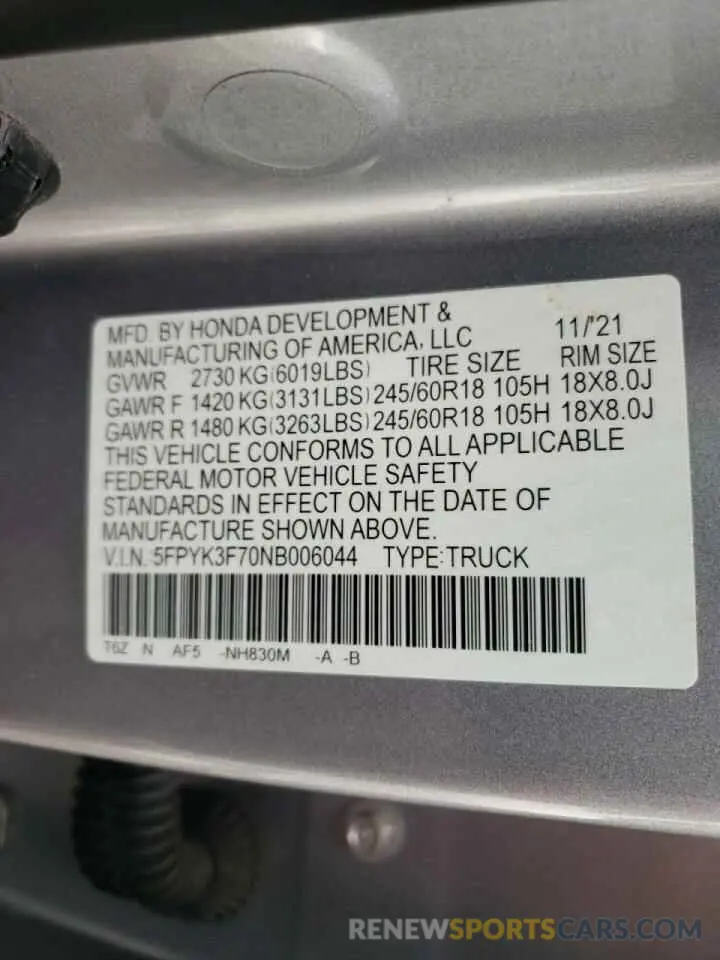 MFD. BY HONDA DEVELOPMENT &
MANUFACTURING OF AMERICA, LLC 11/'21
GVWR 2730 KG(6019LBS) TIRE SIZE RIM SIZE
GAWR F 1420 KG(3131LBS) 245/60R18 105H 18X8.0J
GAWR R 1480 KG(3263LBS) 245/60R18 105H 18X8.0J
THIS VEHICLE CONFORMS TO ALL APPLICABLE
FEDERAL MOTOR VEHICLE SAFETY
STANDARDS IN EFFECT ON THE DATE OF
MANUFACTURE SHOWN ABOVE.
V.I.N. 5FPYK3F70NB006044 TYPE:TRUCK
T6Z N AF5 -NH830M -A -B
RENEWSPORTSCARS.COM